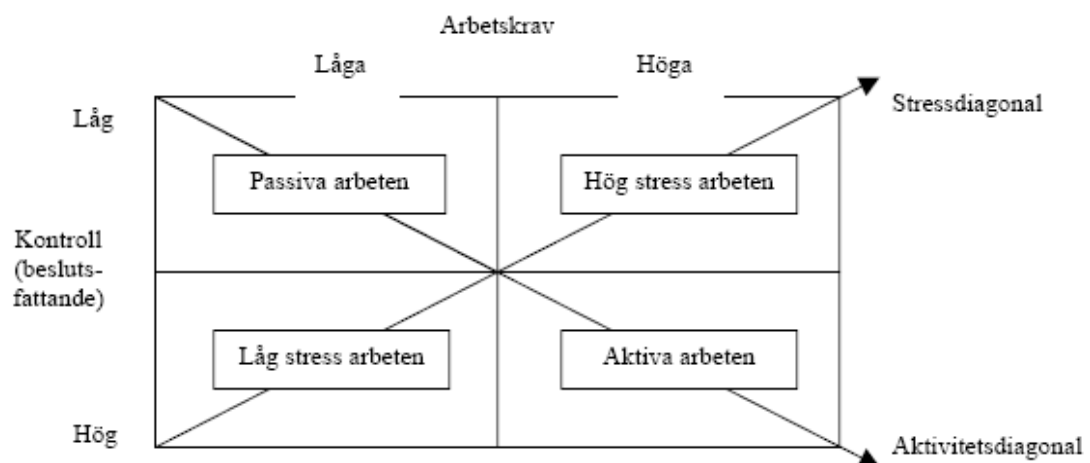 Arbetskrav
Låga
Höga
Låg
Stressdiagonal
Passiva arbeten
Hög stress arbeten
Kontroll
(besluts-
fattande)
Låg stress arbeten
Aktiva arbeten
Hög
Aktivitetsdiagonal